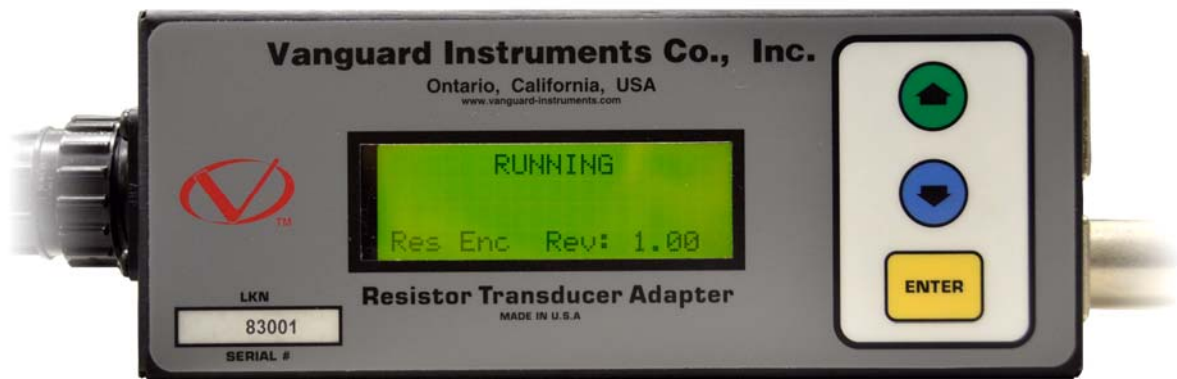 Vanguard Instruments Co., Inc.
Ontario, California, USA
www.vanguard-instruments.com
RUNNING
Res Enc Rev: 1.00
TM
LKN
83001
SERIAL #
Resistor Transducer Adapter
MADE IN U.S.A
ENTER